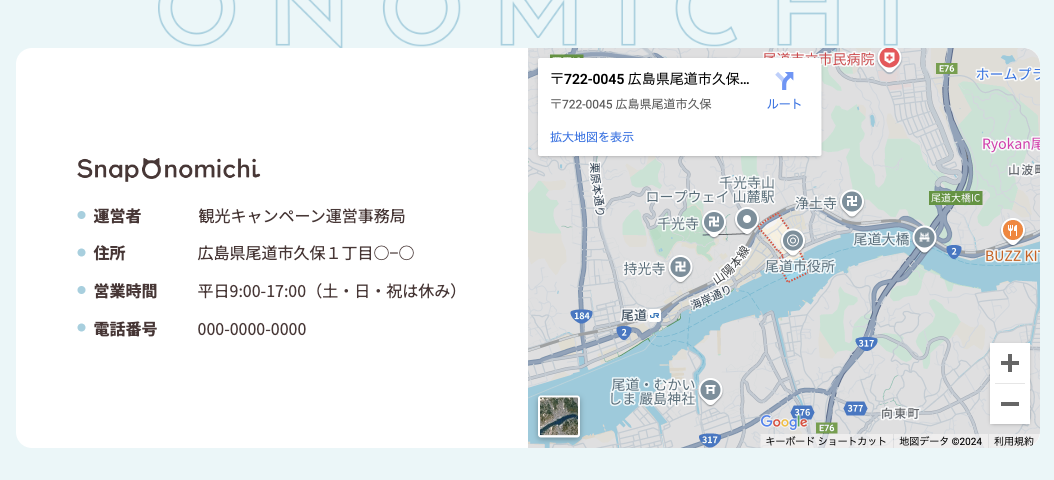 ONOMICHI
SnapOnomichi
運営者 観光キャンペーン運営事務局
住所 広島県尾道市久保１丁目〇−〇
営業時間 平日9:00-17:00（土・日・祝は休み）
電話番号 000-0000-0000
尾道市立市民病院
E76
ホームプラ
〒722-0045 広島県尾道市久保…
ルート
〒722-0045 広島県尾道市久保
拡大地図を表示
Ryokan尾
山波町
栗原本通り
千光寺山
ロープウェイ 山麓駅
浄土寺
尾道大橋IC
千光寺
尾道大橋
2
BUZZ KIT
持光寺
山陽本線
尾道市役所
海岸通り
184
尾道 JR
2
317
尾道・むかい
しま 嚴島神社
376
377
向東町
Google
E76
317
キーボード ショートカット
地図データ ©2024
利用規約